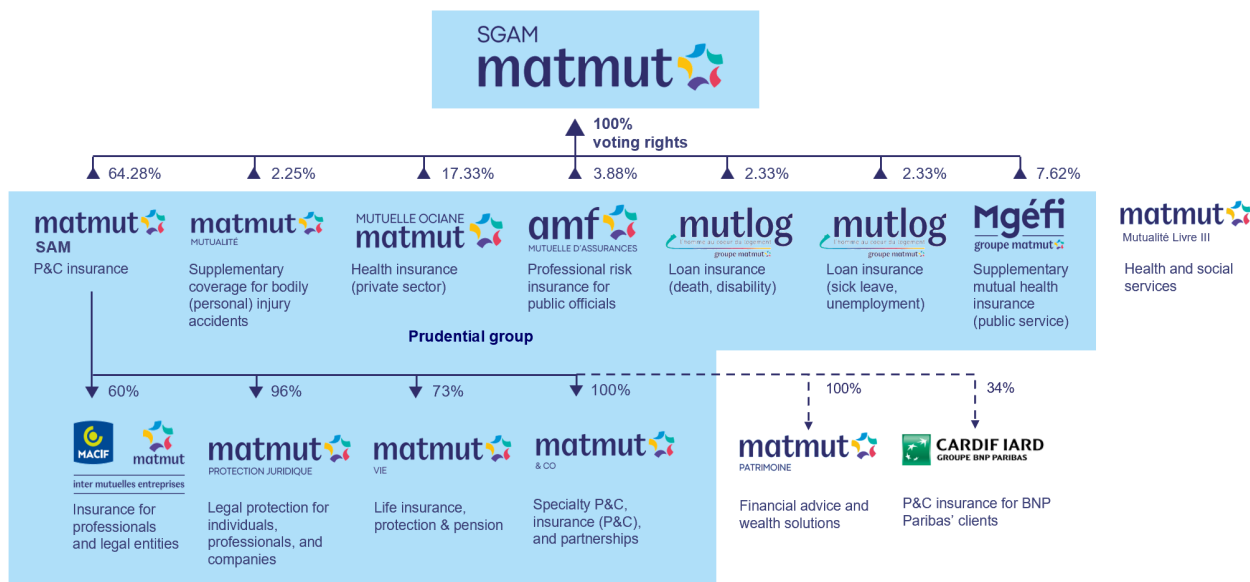 SGAM
matmut
100%
voting rights
64.28%
2.25%
17.33%
3.88%
2.33%
2.33%
7.62%
matmut
SAM
P&C insurance
matmut
MUTUALITÉ
Supplementary
coverage for bodily
(personal) injury
accidents
MUTUELLE OCIANE
matmut
Health insurance
(private sector)
amf
MUTUELLE D'ASSURANCES
Professional risk
insurance for
public officials
mutlog
groupe matmut
Loan insurance
(death, disability)
mutlog
groupe matmut
Loan insurance
(sick leave,
unemployment)
Mgéfi
groupe matmut
Supplementary
mutual health
insurance
(public service)
matmut
Mutualité Livre III
Health and social
services
Prudential group
60%
96%
73%
100%
100%
34%
MACIF
matmut
inter mutuelles entreprises
Insurance for
professionals
and legal entities
matmut
PROTECTION JURIDIQUE
Legal protection for
individuals,
professionals, and
companies
matmut
VIE
Life insurance,
protection & pension
matmut
& CO
Specialty P&C,
insurance (P&C),
and partnerships
matmut
PATRIMOINE
Financial advice and
wealth solutions
CARDIF IARD
GROUPE BNP PARIBAS
P&C insurance for BNP
Paribas' clients